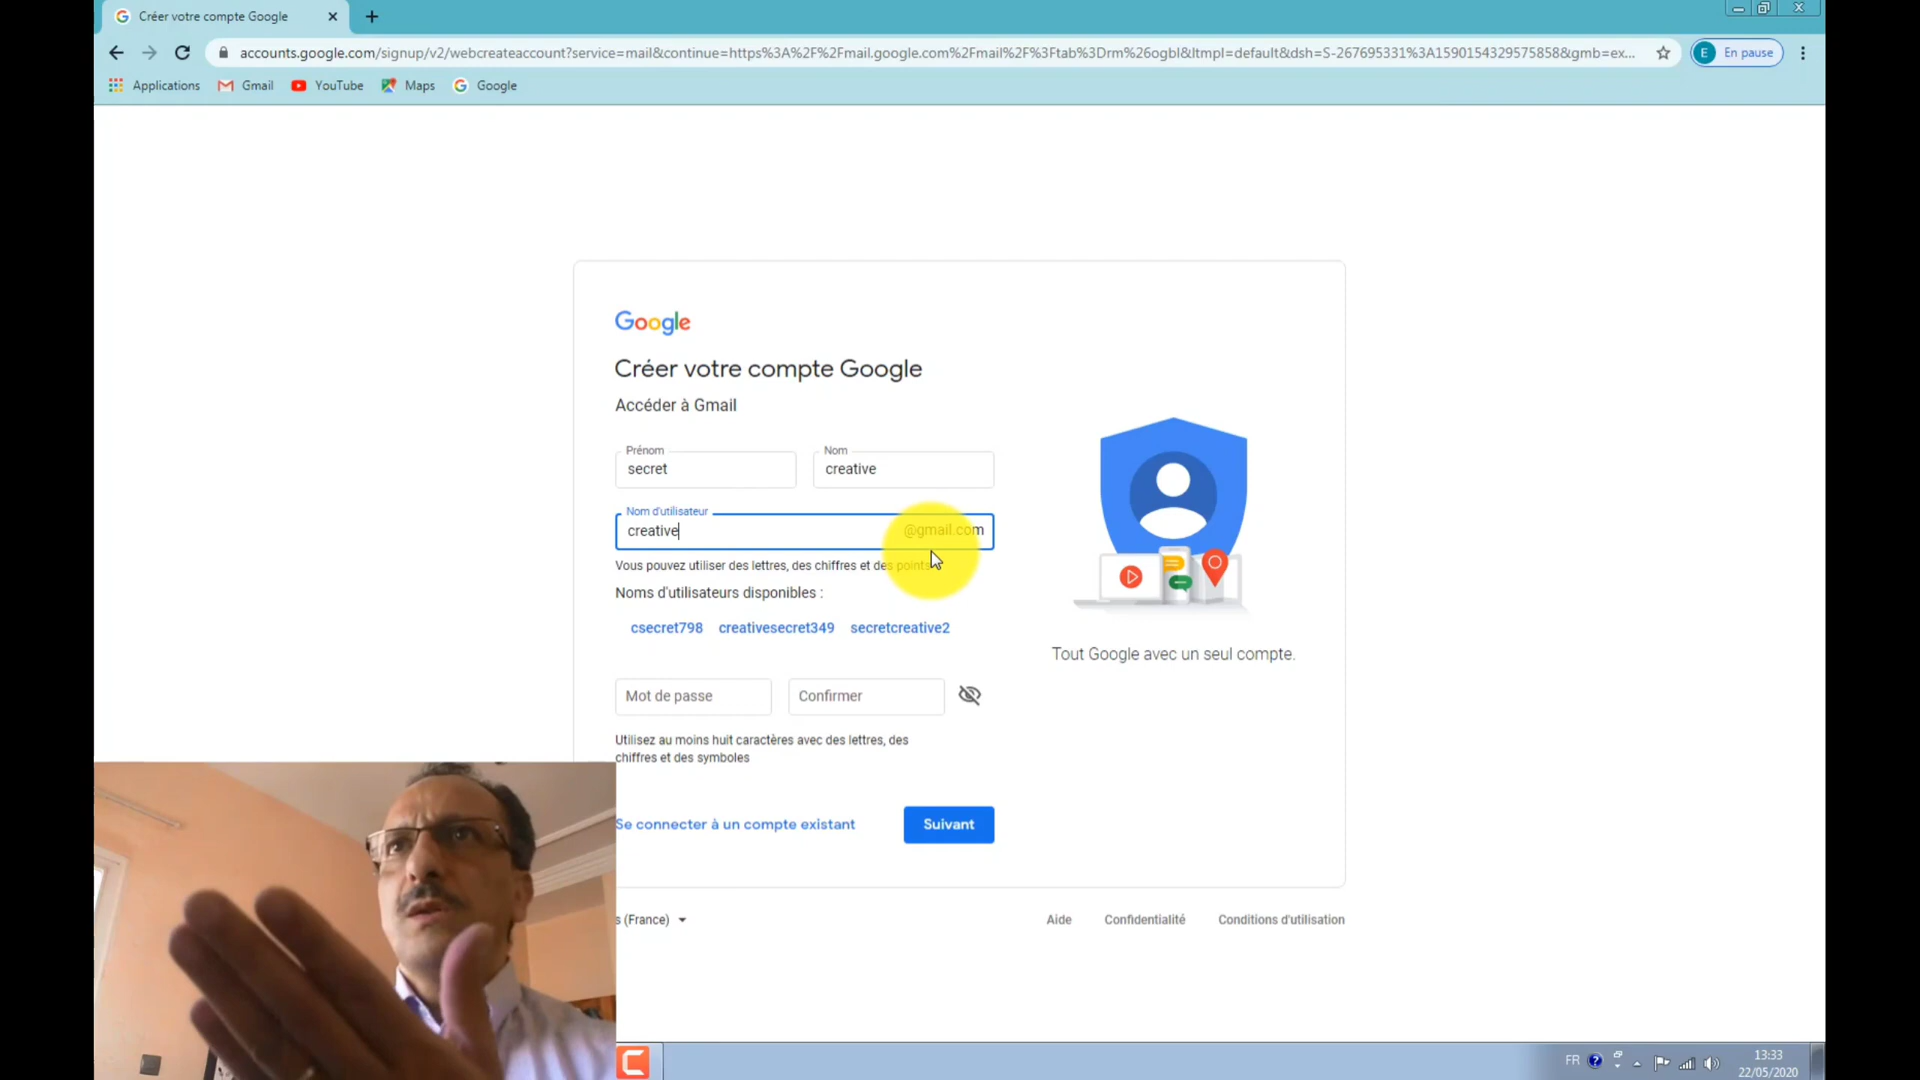 Créer votre compte Google
accounts.google.com/signup/v2/webcreateaccount?service=mail&continue=https%3A%2F%2Fmail.google.com%2Fmail%2F%3Ftab%3Drm%26ogbl&ltmpl=default&dsh=S-267695331%3A1590154329575858&gmb=ex...
E En pause
Applications Gmail YouTube Maps Google
Google
Créer votre compte Google
Accéder à Gmail
Prénom Nom
secret creative
Nom d'utilisateur
creative @gmail.com
Vous pouvez utiliser des lettres, des chiffres et des points
Noms d'utilisateurs disponibles :
csecret798 creativesecret349 secretcreative2
Tout Google avec un seul compte.
Mot de passe Confirmer
Utilisez au moins huit caractères avec des lettres, des
chiffres et des symboles
Se connecter à un compte existant Suivant
s (France) Aide Confidentialité Conditions d'utilisation
FR 13:33
22/05/2020